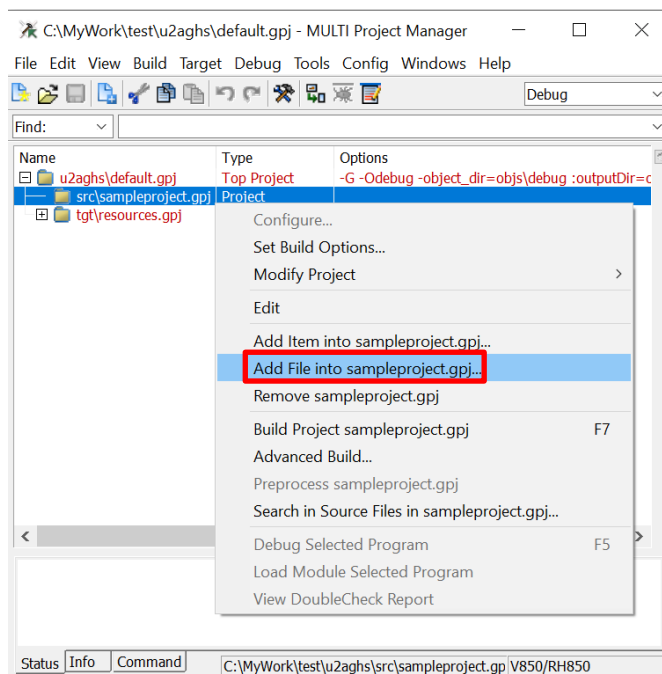 C:\MyWork\test\u2aghs\default.gpj - MULTI Project Manager
File Edit View Build Target Debug Tools Config Windows Help
Debug
Find:
Name Type Options
u2aghs\default.gpj Top Project -G -Odebug -object_dir=objs\debug :outputDir=c
src\sampleproject.gpj Project
tgt\resources.gpj
Configure...
Set Build Options...
Modify Project
Edit
Add Item into sampleproject.gpj...
Add File into sampleproject.gpj...
Remove sampleproject.gpj
Build Project sampleproject.gpj F7
Advanced Build...
Preprocess sampleproject.gpj
Search in Source Files in sampleproject.gpj...
Debug Selected Program F5
Load Module Selected Program
View DoubleCheck Report
Status Info Command C:\MyWork\test\u2aghs\src\sampleproject.gp V850/RH850